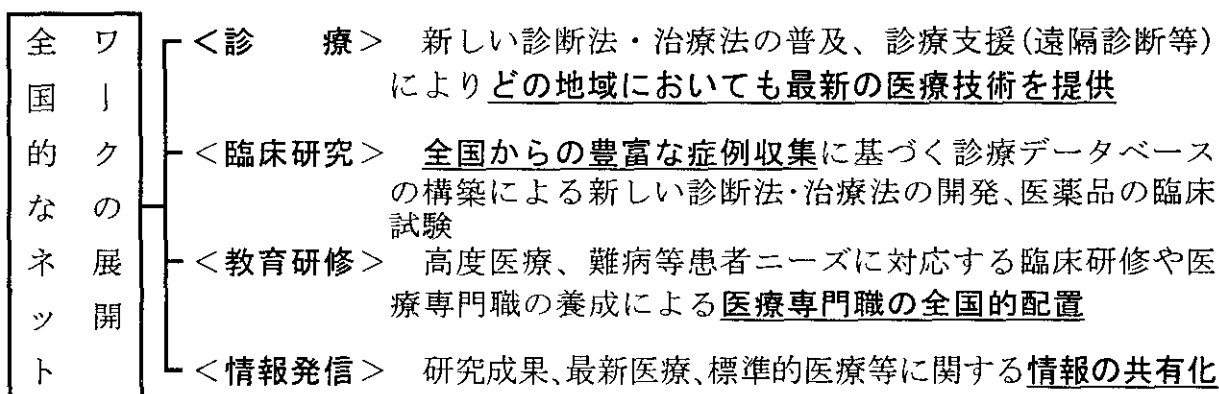 全国的なネット
ワークの展開
＜診　　療＞　新しい診断法・治療法の普及、診療支援(遠隔診断等)
によりどの地域においても最新の医療技術を提供
＜臨床研究＞　全国からの豊富な症例収集に基づく診療データベース
の構築による新しい診断法・治療法の開発、医薬品の臨床
試験
＜教育研修＞　高度医療、難病等患者ニーズに対応する臨床研修や医
療専門職の養成による医療専門職の全国的配置
＜情報発信＞　研究成果、最新医療、標準的医療等に関する情報の共有化